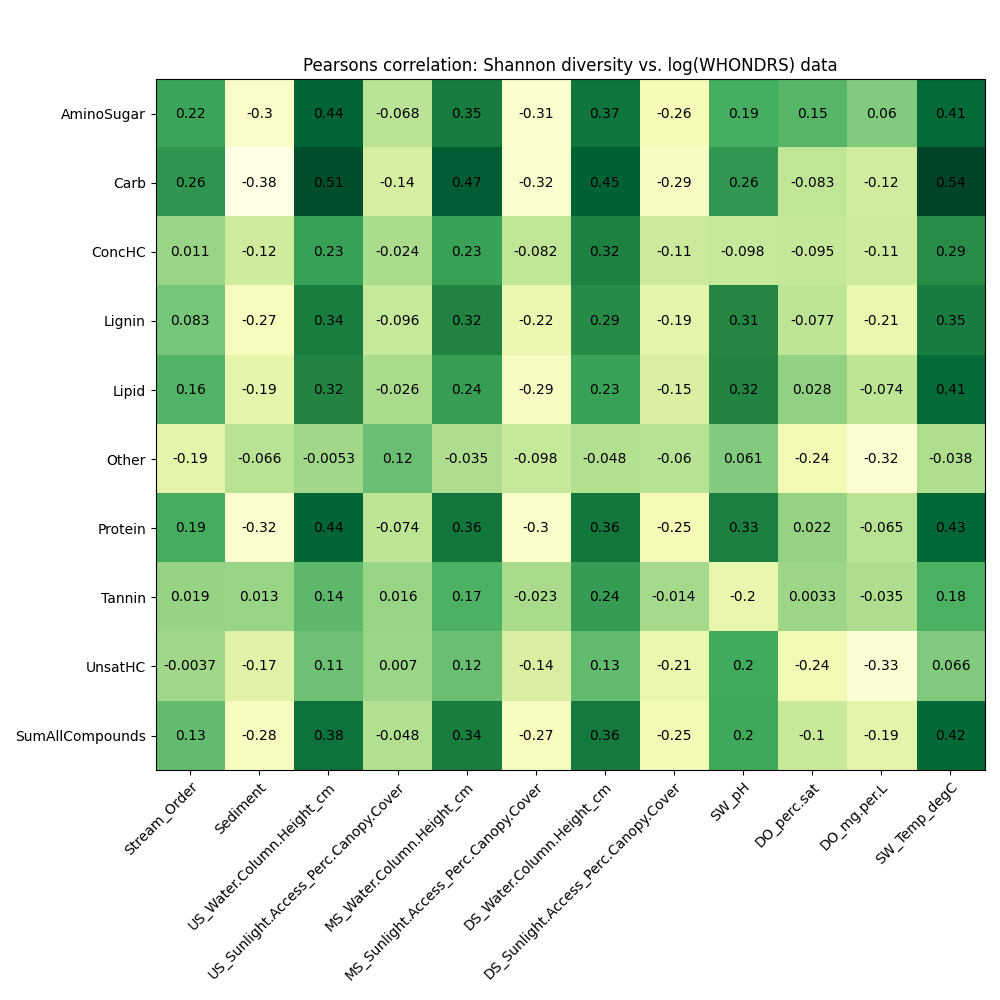 Pearsons correlation: Shannon diversity vs. log(WHONDRS) data
AminoSugar 0.22 -0.3 0.44 -0.068 0.35 -0.31 0.37 -0.26 0.19 0.15 0.06 0.41
Carb 0.26 -0.38 0.51 -0.14 0.47 -0.32 0.45 -0.29 0.26 -0.083 -0.12 0.54
ConcHC 0.011 -0.12 0.23 -0.024 0.23 -0.082 0.32 -0.11 -0.098 -0.095 -0.11 0.29
Lignin 0.083 -0.27 0.34 -0.096 0.32 -0.22 0.29 -0.19 0.31 -0.077 -0.21 0.35
Lipid 0.16 -0.19 0.32 -0.026 0.24 -0.29 0.23 -0.15 0.32 0.028 -0.074 0.41
Other -0.19 -0.066 -0.0053 0.12 -0.035 -0.098 -0.048 -0.06 0.061 -0.24 -0.32 -0.038
Protein 0.19 -0.32 0.44 -0.074 0.36 -0.3 0.36 -0.25 0.33 0.022 -0.065 0.43
Tannin 0.019 0.013 0.14 0.016 0.17 -0.023 0.24 -0.014 -0.2 0.0033 -0.035 0.18
UnsatHC -0.0037 -0.17 0.11 0.007 0.12 -0.14 0.13 -0.21 0.2 -0.24 -0.33 0.066
SumAllCompounds 0.13 -0.28 0.38 -0.048 0.34 -0.27 0.36 -0.25 0.2 -0.1 -0.19 0.42
Stream_Order
Sediment
US_Water.Column.Height_cm
US_Sunlight.Access_Perc.Canopy.Cover
MS_Water.Column.Height_cm
MS_Sunlight.Access_Perc.Canopy.Cover
DS_Water.Column.Height_cm
DS_Sunlight.Access_Perc.Canopy.Cover
SW_pH
DO_perc.sat
DO_mg.per.L
SW_Temp_degC